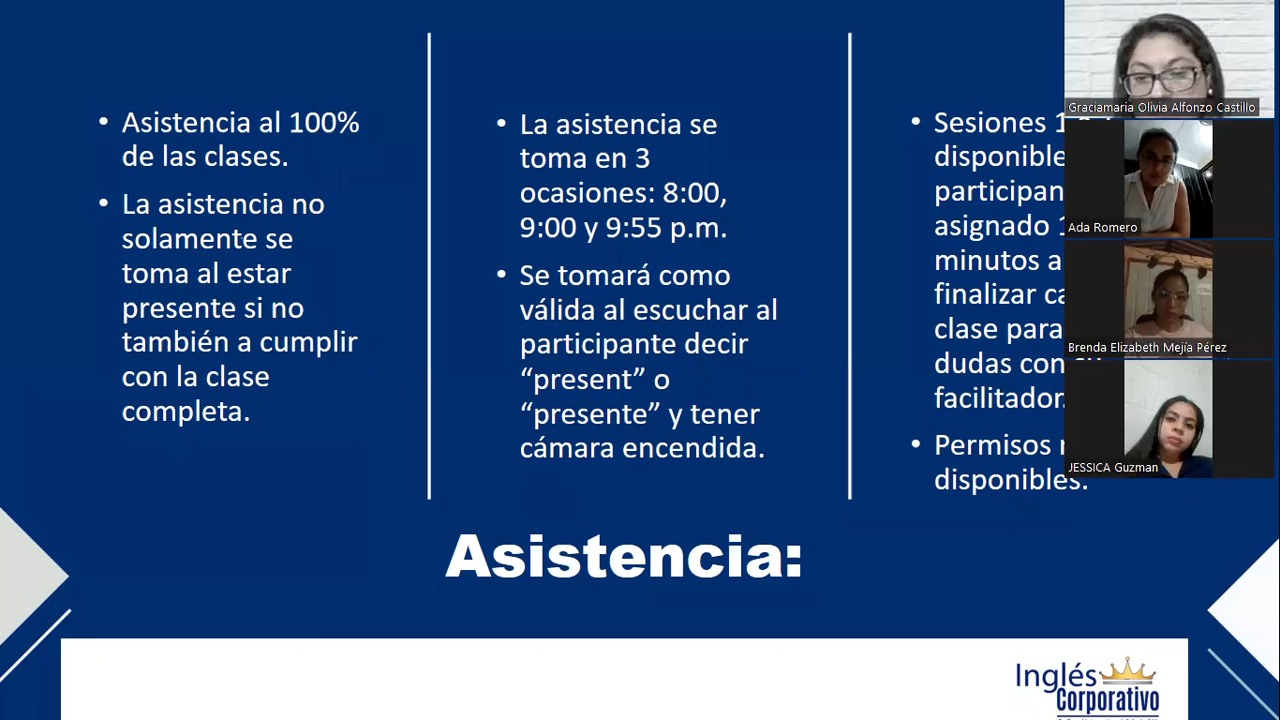 • Asistencia al 100%
de las clases.
• La asistencia no
solamente se
toma al estar
presente si no
también a cumplir
con la clase
completa.
• La asistencia se
toma en 3
ocasiones: 8:00,
9:00 y 9:55 p.m.
• Se tomará como
válida al escuchar al
participante decir
“present” o
“presente” y tener
cámara encendida.
• Sesiones
disponible
participan
asignado
minutos a
finalizar
clase para
dudas con
facilitador.
• Permisos
disponibles.
Asistencia:
Inglés
Corporativo
Graciamaria Olivia Alfonzo Castillo
Ada Romero
Brenda Elizabeth Mejía Pérez
JESSICA Guzman